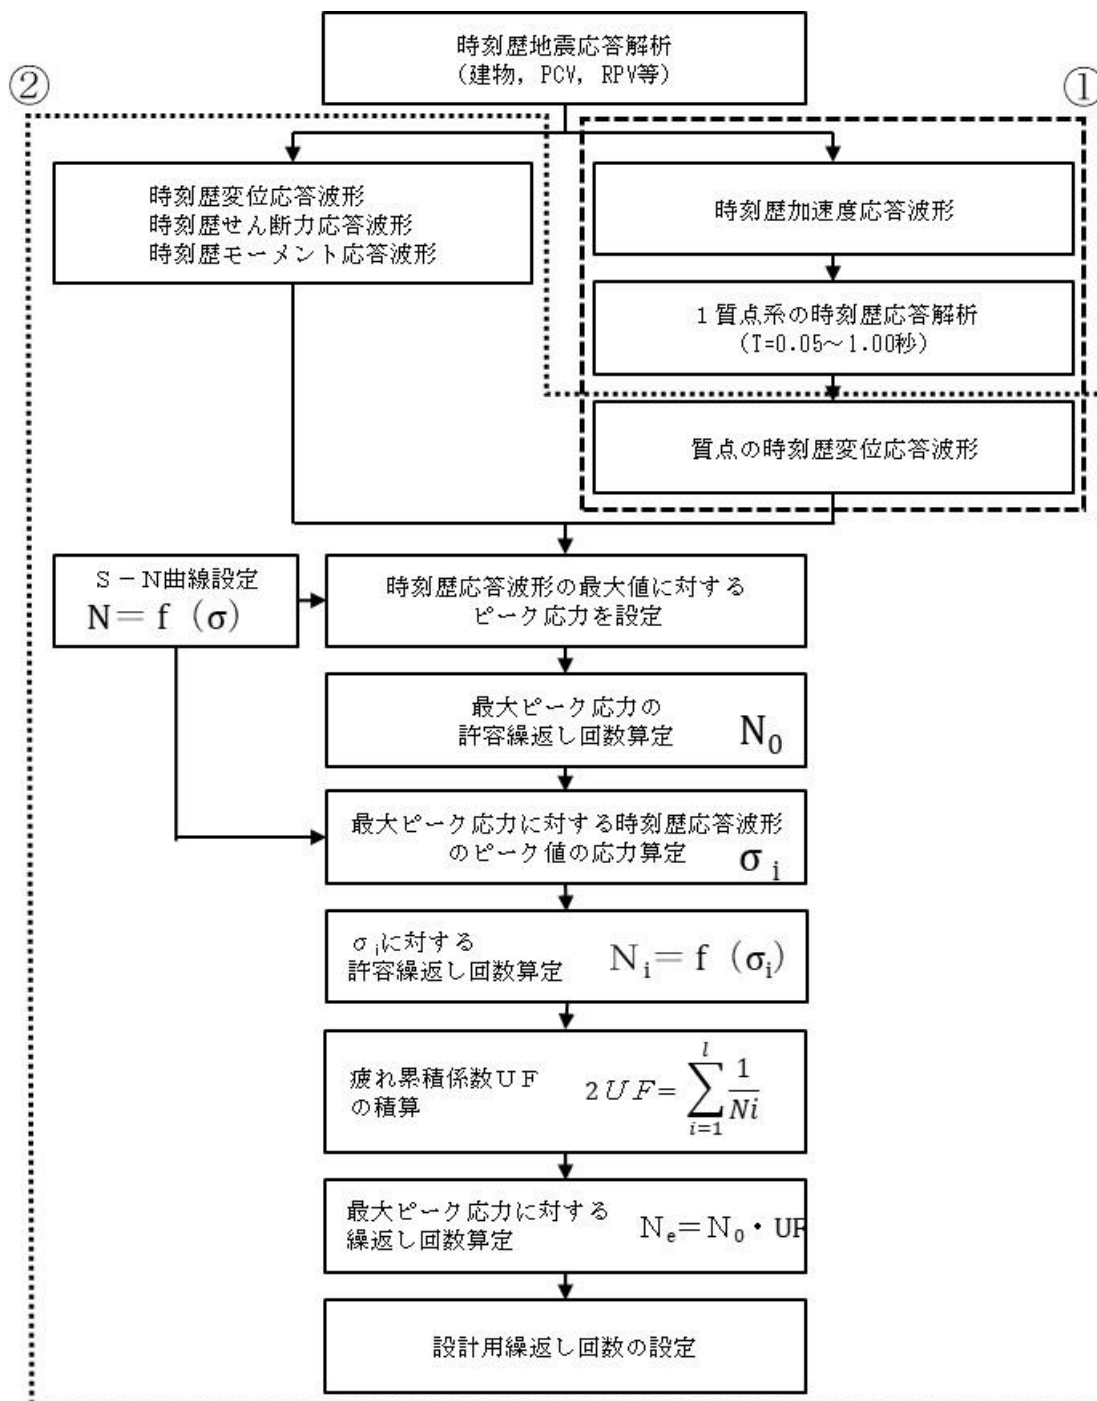 時刻歴地震応答解析
(建物, PCV, RPV等)
②
①
時刻歴変位応答波形
時刻歴せん断力応答波形
時刻歴モーメント応答波形
時刻歴加速度応答波形
1質点系の時刻歴応答解析
(T=0.05～1.00秒)
質点の時刻歴変位応答波形
S－N曲線設定
N＝f (σ)
時刻歴応答波形の最大値に対する
ピーク応力を設定
最大ピーク応力の
許容繰返し回数算定 N₀
最大ピーク応力に対する時刻歴応答波形
のピーク値の応力算定 σᵢ
σᵢに対する
許容繰返し回数算定 Nᵢ＝f (σᵢ)
疲れ累積係数UF
の積算
2UF=∑_{i=1}^{l} 1/Ni
最大ピーク応力に対する
繰返し回数算定 Nₑ＝N₀・UF
設計用繰返し回数の設定